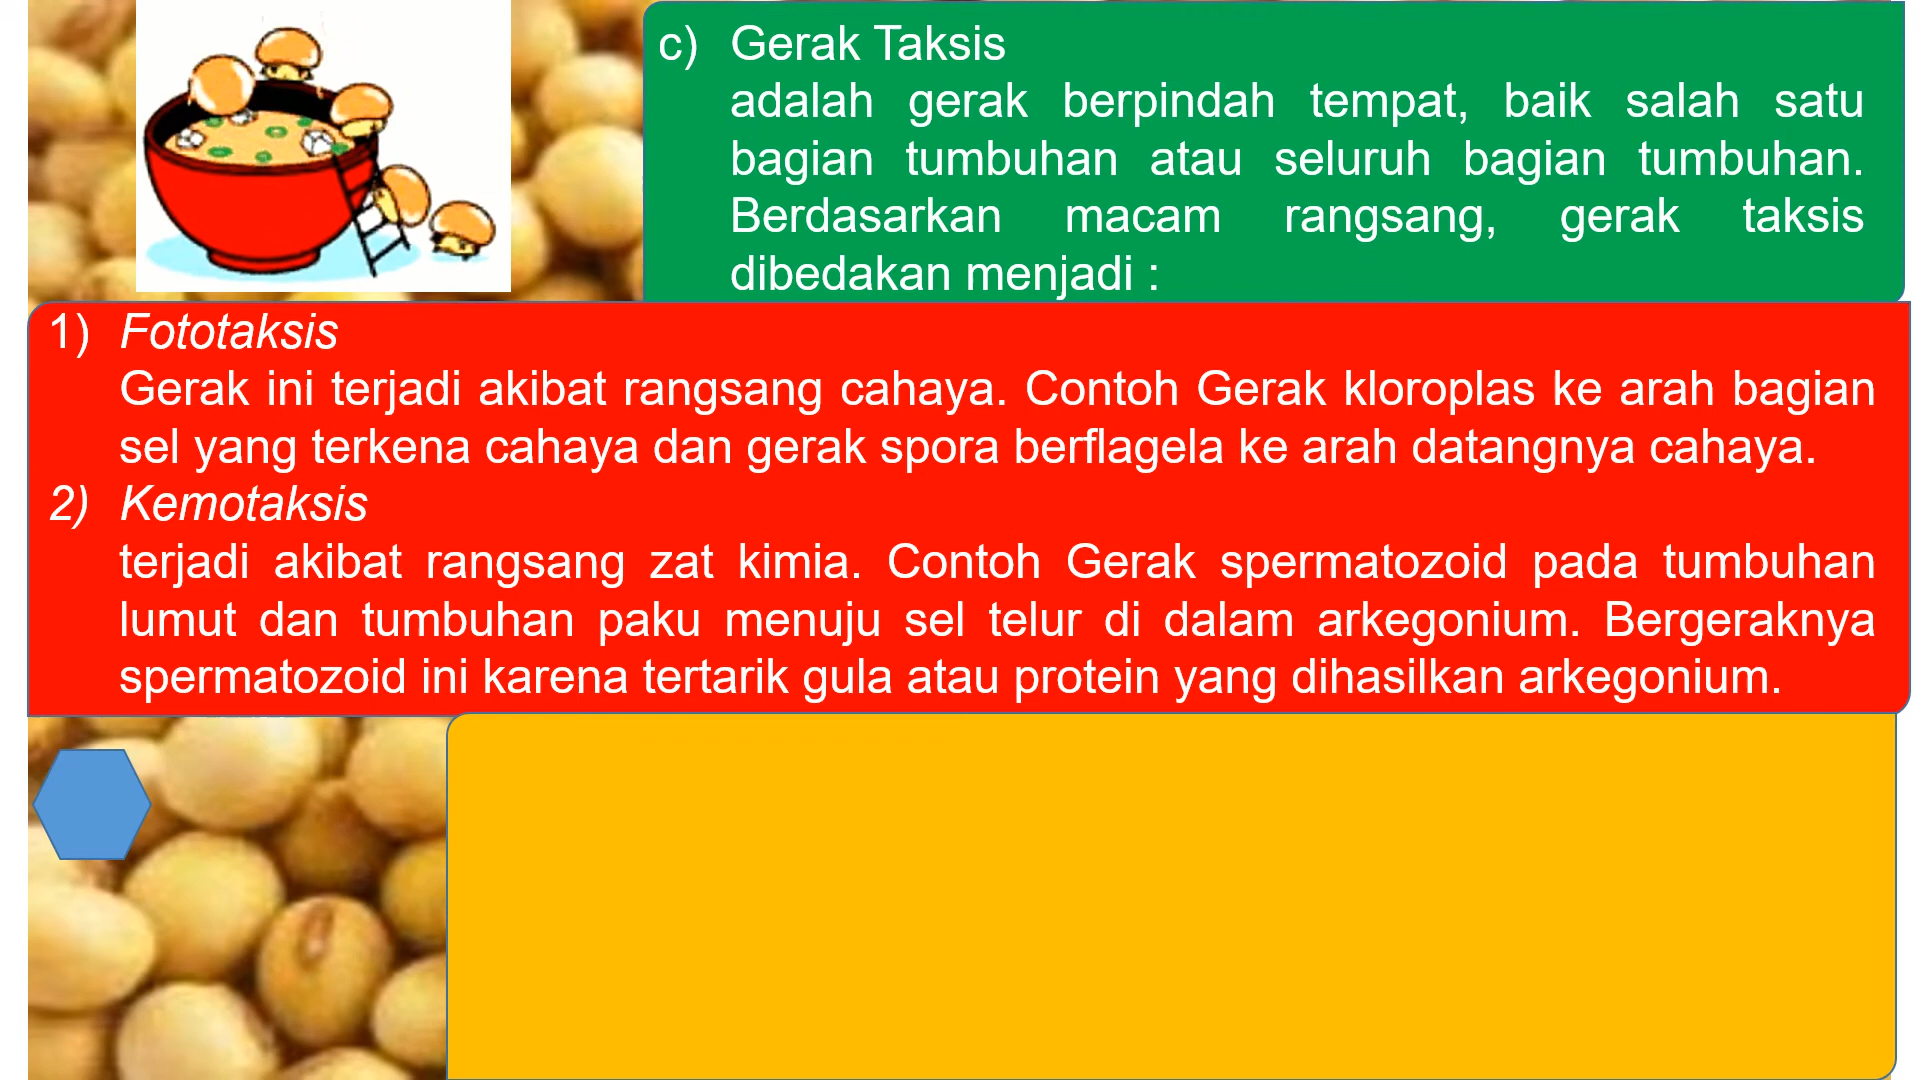 c) Gerak Taksis
adalah gerak berpindah tempat, baik salah satu
bagian tumbuhan atau seluruh bagian tumbuhan.
Berdasarkan macam rangsang, gerak taksis
dibedakan menjadi :
1) Fototaksis
Gerak ini terjadi akibat rangsang cahaya. Contoh Gerak kloroplas ke arah bagian
sel yang terkena cahaya dan gerak spora berflagela ke arah datangnya cahaya.
2) Kemotaksis
terjadi akibat rangsang zat kimia. Contoh Gerak spermatozoid pada tumbuhan
lumut dan tumbuhan paku menuju sel telur di dalam arkegonium. Bergeraknya
spermatozoid ini karena tertarik gula atau protein yang dihasilkan arkegonium.